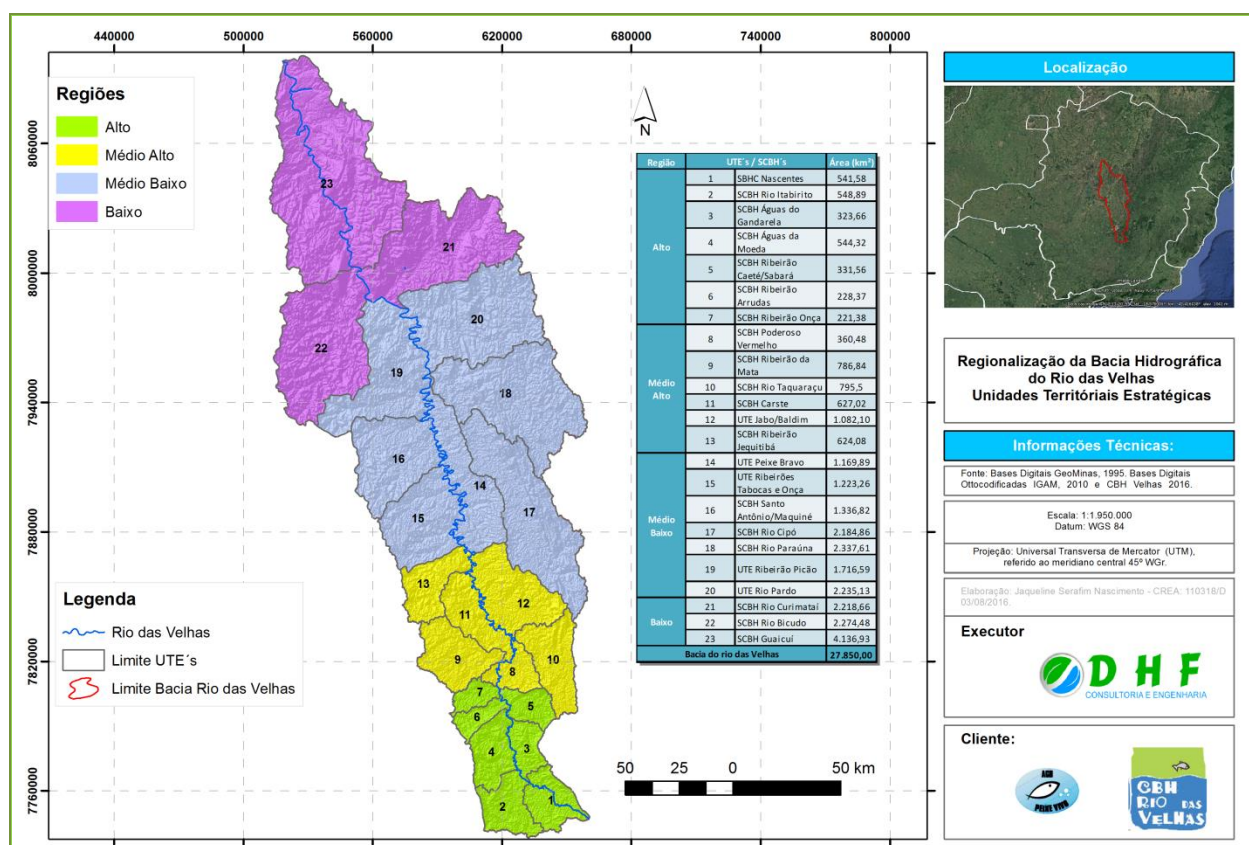 440000 500000 560000 620000 680000 740000 800000
8060000
8000000
7940000
7880000
7820000
7760000
Regiões
Alto
Médio Alto
Médio Baixo
Baixo
N
23
21
22
20
19
18
16
14
17
15
13
12
11
10
9
8
7
5
6
4
3
2
1
Legenda
Rio das Velhas
Limite UTE´s
Limite Bacia Rio das Velhas
50 25 0 50 km
Região UTE´s / SCBH´s Área (km²)
Alto
1 SBHC Nascentes 541,58
2 SCBH Rio Itabirito 548,89
3 SCBH Águas do
Gandarela 323,66
4 SCBH Águas da
Moeda 544,32
5 SCBH Ribeirão
Caeté/Sabará 331,56
6 SCBH Ribeirão
Arrudas 228,37
7 SCBH Ribeirão Onça 221,38
Médio
Alto
8 SCBH Poderoso
Vermelho 360,48
9 SCBH Ribeirão da
Mata 786,84
10 SCBH Rio Taquaraçu 795,5
11 SCBH Carste 627,02
12 UTE Jabo/Baldim 1.082,10
13 SCBH Ribeirão
Jequitibá 624,08
Médio
Baixo
14 UTE Peixe Bravo 1.169,89
15 UTE Ribeirões
Tabocas e Onça 1.223,26
16 SCBH Santo
Antônio/Maquiné 1.336,82
17 SCBH Rio Cipó 2.184,86
18 SCBH Rio Paraúna 2.337,61
19 UTE Ribeirão Picão 1.716,59
20 UTE Rio Pardo 2.235,13
Baixo
21 SCBH Rio Curimataí 2.218,66
22 SCBH Rio Bicudo 2.274,48
23 SCBH Guaicuí 4.136,93
Bacia do rio das Velhas 27.850,00
Localização
Regionalização da Bacia Hidrográfica
do Rio das Velhas
Unidades Territóriais Estratégicas
Informações Técnicas:
Fonte: Bases Digitais GeoMinas, 1995. Bases Digitais
Ottocodificadas IGAM, 2010 e CBH Velhas 2016.
Escala: 1:1.950.000
Datum: WGS 84
Projeção: Universal Transversa de Mercator (UTM),
referido ao meridiano central 45º WGr.
Elaboração: Jaqueline Serafim Nascimento - CREA: 110318/D
03/08/2016.
Executor
DHF
CONSULTORIA E ENGENHARIA
Cliente:
AGB
PEIXE VIVO
CBH
RIO DAS
VELHAS